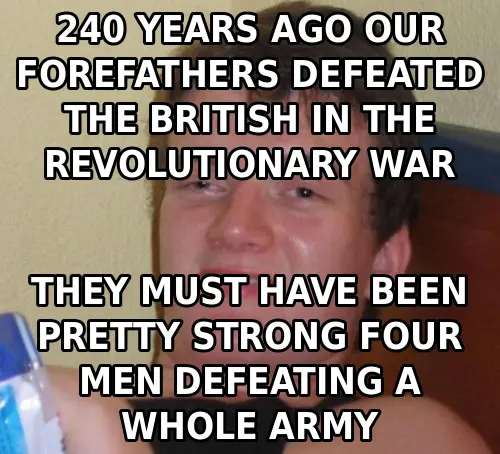 240 YEARS AGO OUR
FOREFATHERS DEFEATED
THE BRITISH IN THE
REVOLUTIONARY WAR
THEY MUST HAVE BEEN
PRETTY STRONG FOUR
MEN DEFEATING A
WHOLE ARMY